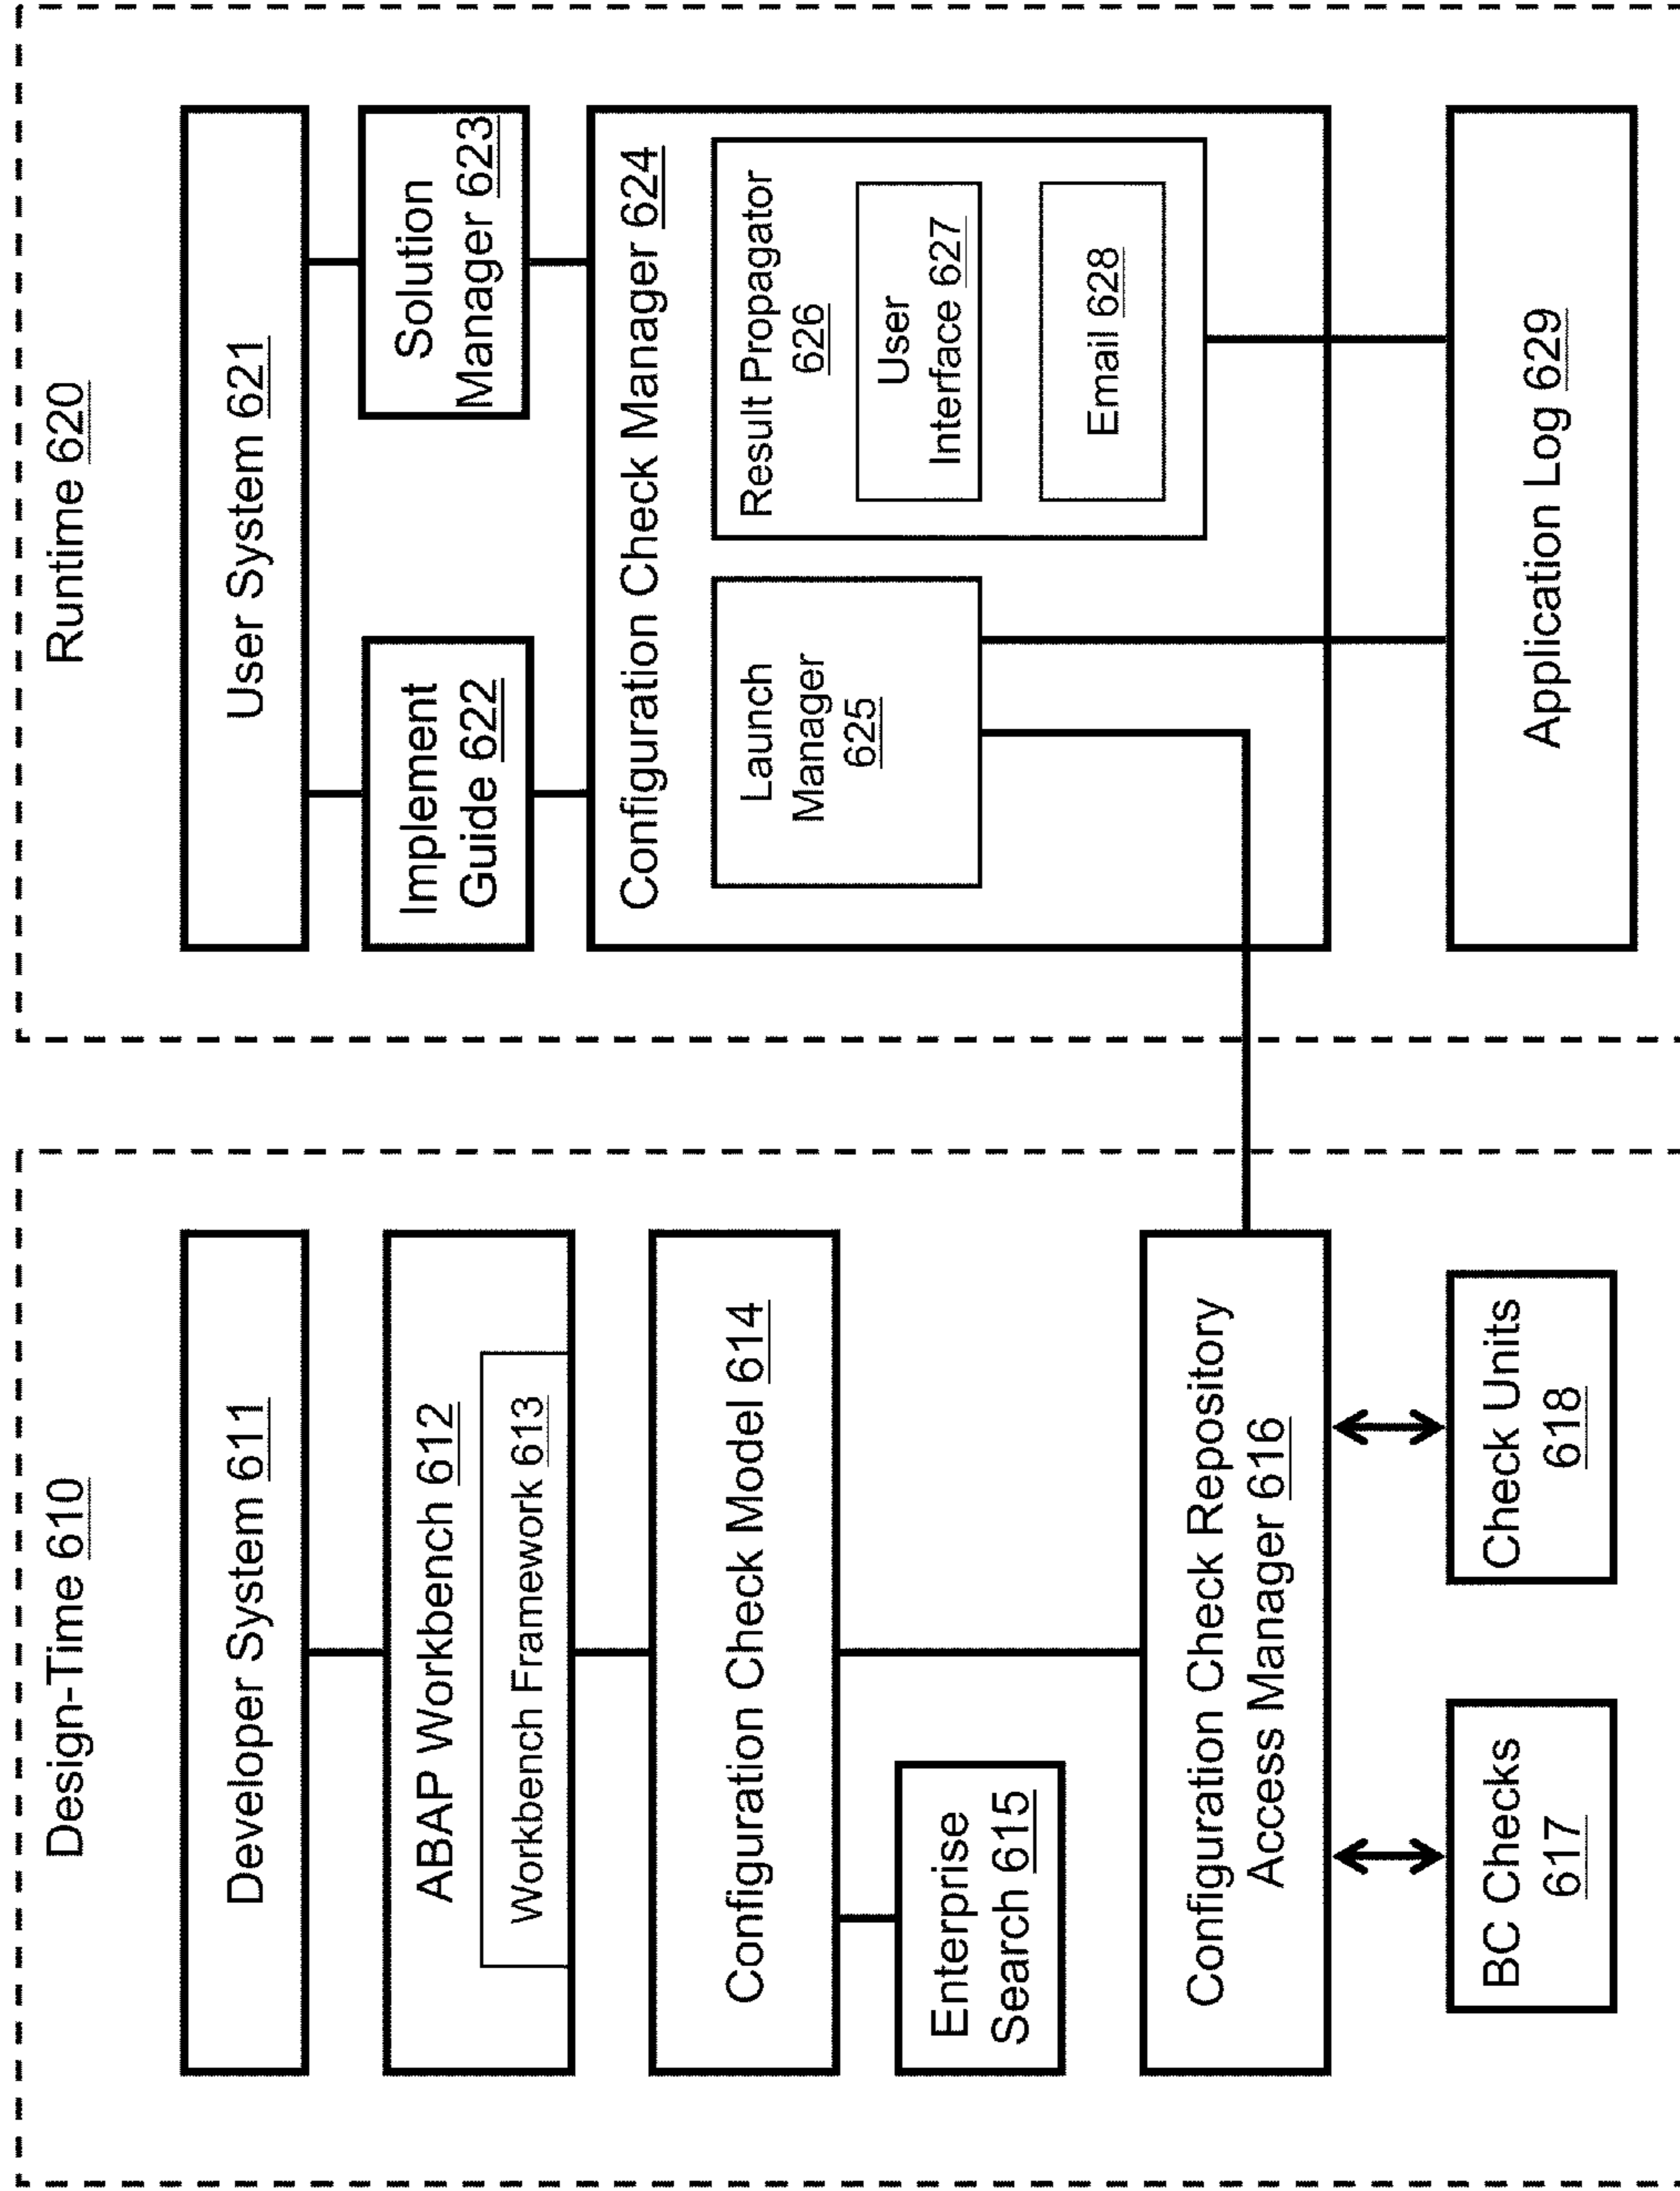 Design-Time 610
Developer System 611
ABAP Workbench 612
Workbench Framework 613
Configuration Check Model 614
Enterprise
Search 615
Configuration Check Repository
Access Manager 616
BC Checks
617
Check Units
618
Runtime 620
User System 621
Implement
Guide 622
Solution
Manager 623
Configuration Check Manager 624
Launch
Manager
625
Result Propagator
626
User
Interface 627
Email 628
Application Log 629